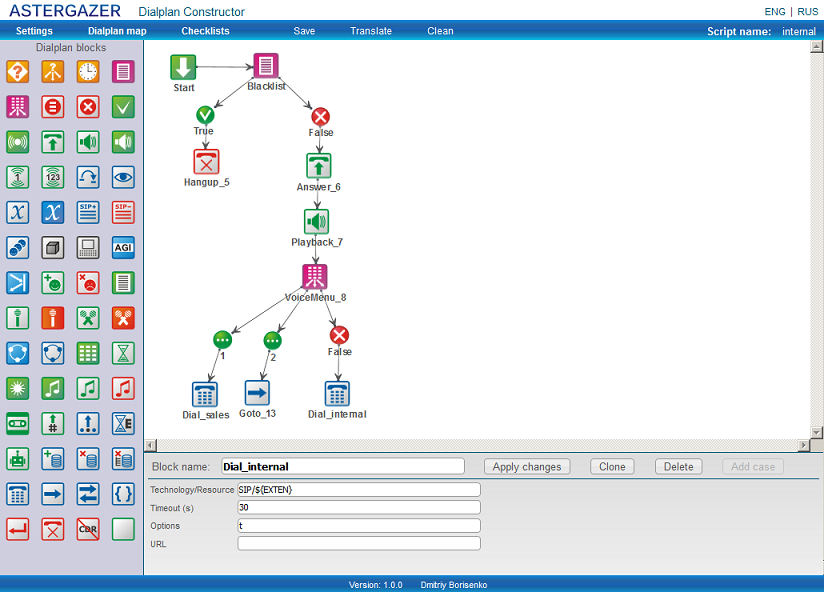 ASTERGAZER Dialplan Constructor ENG | RUS
Settings Dialplan map Checklists Save Translate Clean Script name: internal
Dialplan blocks
Start
Blacklist
True
False
Hangup_5
Answer_6
Playback_7
VoiceMenu_8
1
2
False
Dial_sales
Goto_13
Dial_internal
1
123
x
x
SIP+
SIP-
AGI
#
E
{ }
CDR
Block name: Dial_internal Apply changes Clone Delete Add case
Technology/Resource SIP/${EXTEN}
Timeout (s) 30
Options t
URL
Version: 1.0.0 Dmitriy Borisenko